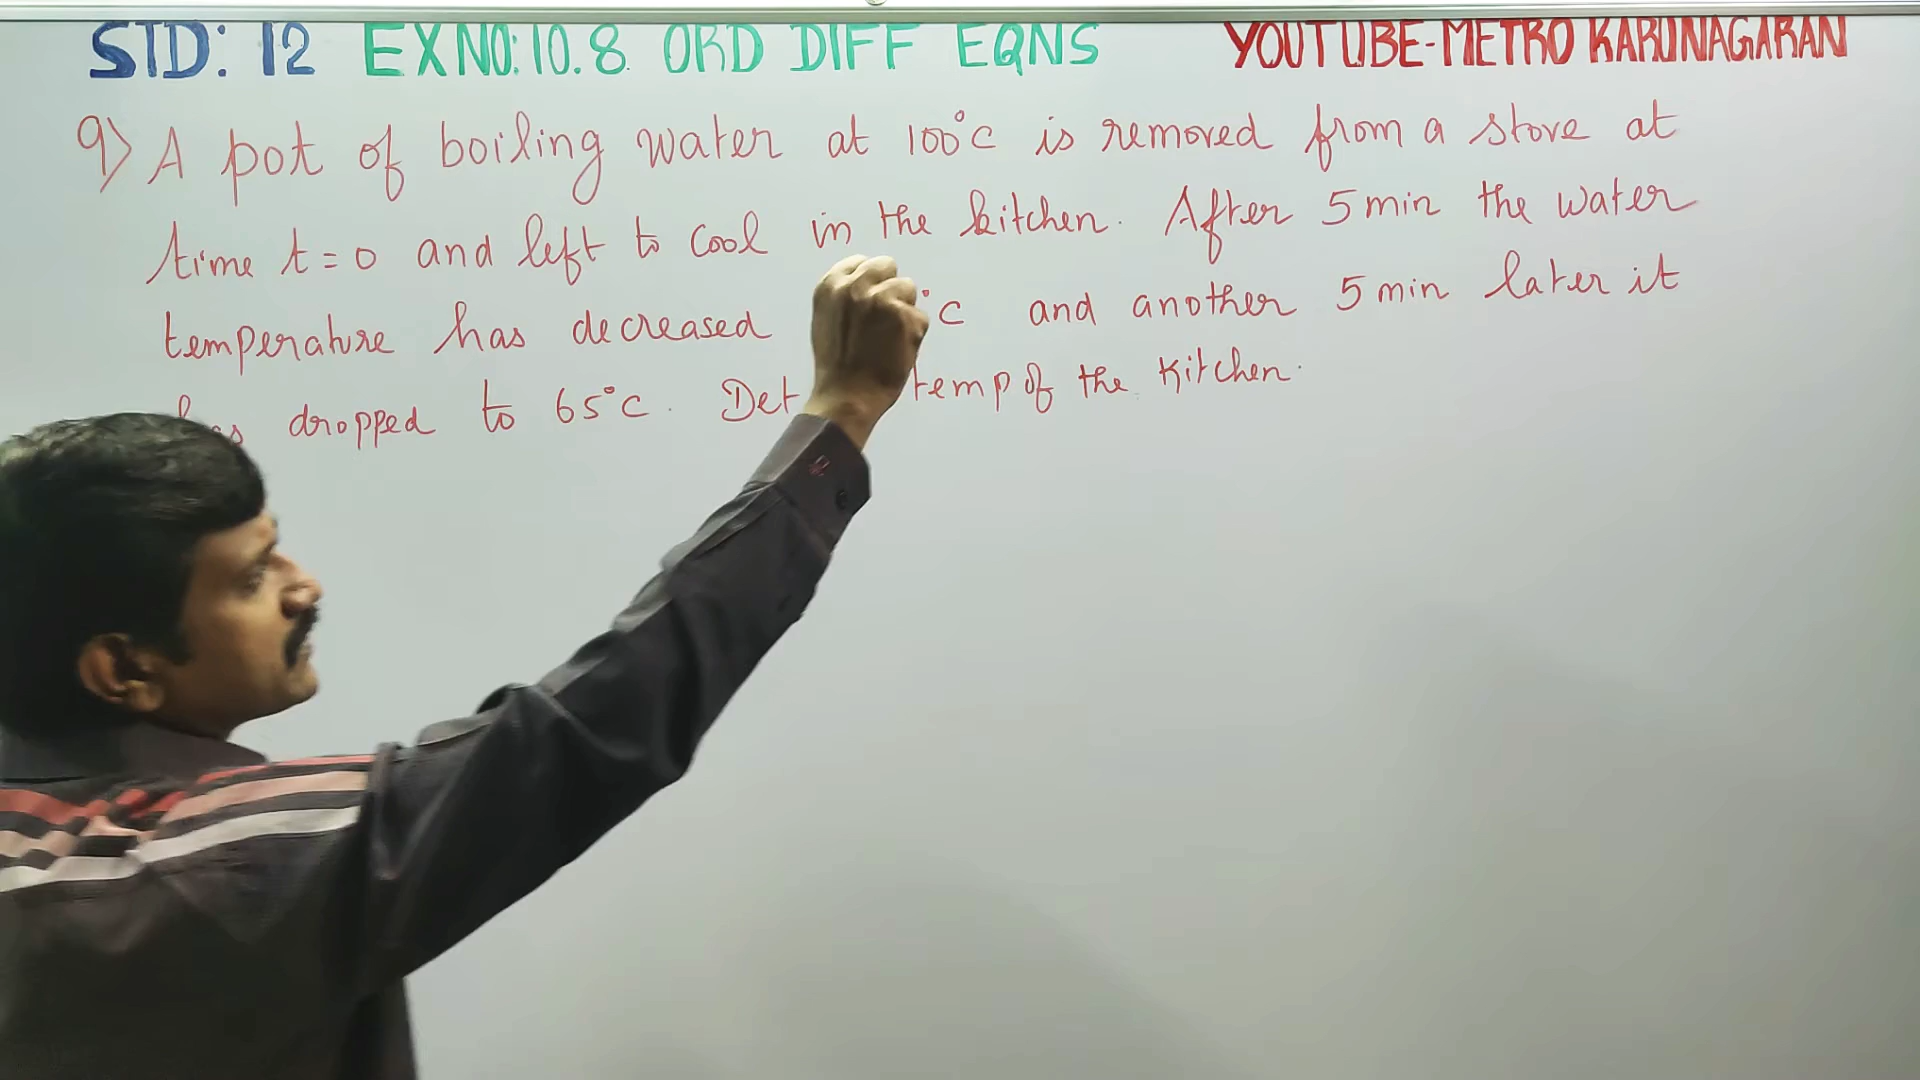 STD: 12 EXNO:10.8. ORD DIFF EQNS YOUTUBE-METRO KARUNAGARAN
9) A pot of boiling water at 100°C is removed from a stove at
time t = 0 and left to cool in the kitchen. After 5 min the water
temperature has decreased °C and another 5 min later it
dropped to 65°C. Det temp of the Kitchen.